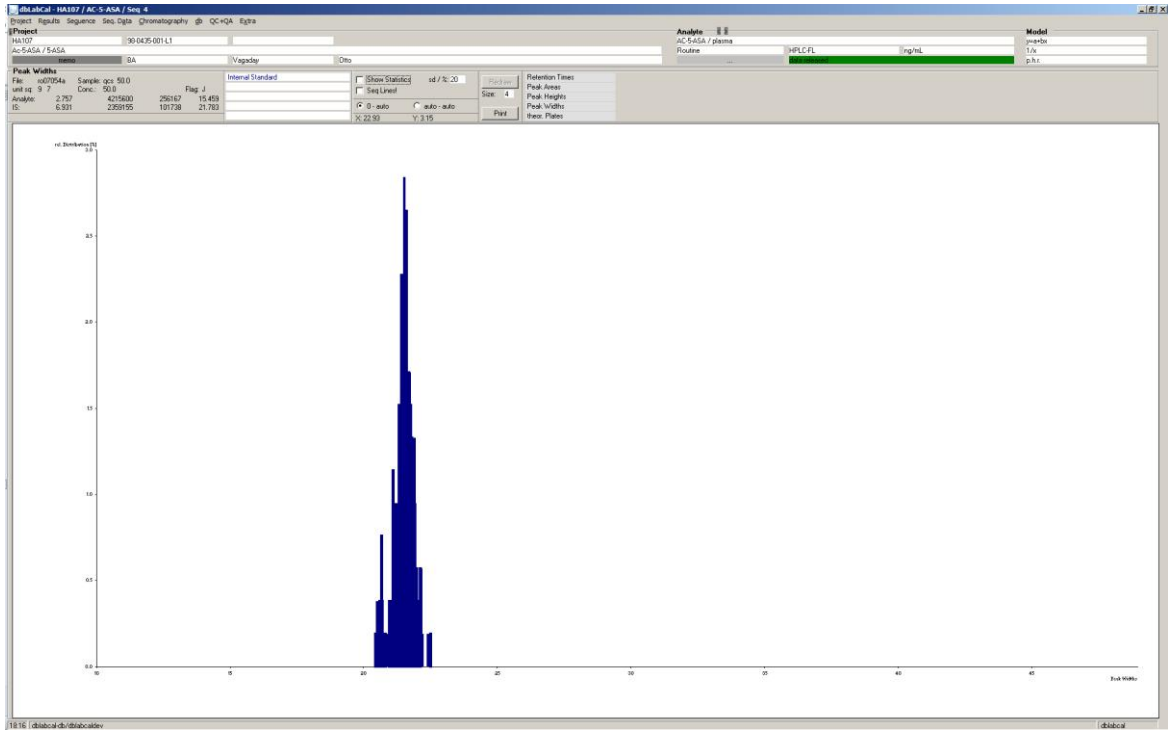 dbLabCal - HA107 / AC-5-ASA / Seq 4
Project Results Sequence Seq. Data Chromatography db QC+QA Extra
Project Analyte Model
HA107 98-0435-001-L1 AC-5-ASA / plasma y=a+bx
Ac-5-ASA / 5-ASA Routine HPLC-FL ng/mL 1/x
memo BA Vagaday Otto ... data released! p.h.r.
Peak Widths
File: ro07054a Sample: qcs 50.0
unit sq: 9 7 Conc.: 50.0 Flag: J
Analyte: 2.757 4215600 256167 15.459
IS: 6.931 2359155 101738 21.783
Internal Standard
Show Statistics sd / %: 20
Seq Lines!
0 - auto auto - auto
X: 22.93 Y: 3.15
Size: 4
Print
Retention Times
Peak Areas
Peak Heights
Peak Widths
theor. Plates
rel. Distribution [%]
3.0
2.5
2.0
1.5
1.0
0.5
0.0
10 15 20 25 30 35 40 45
Peak Widths
18:16 dblabcal-db/dblabcaldev dblabcal